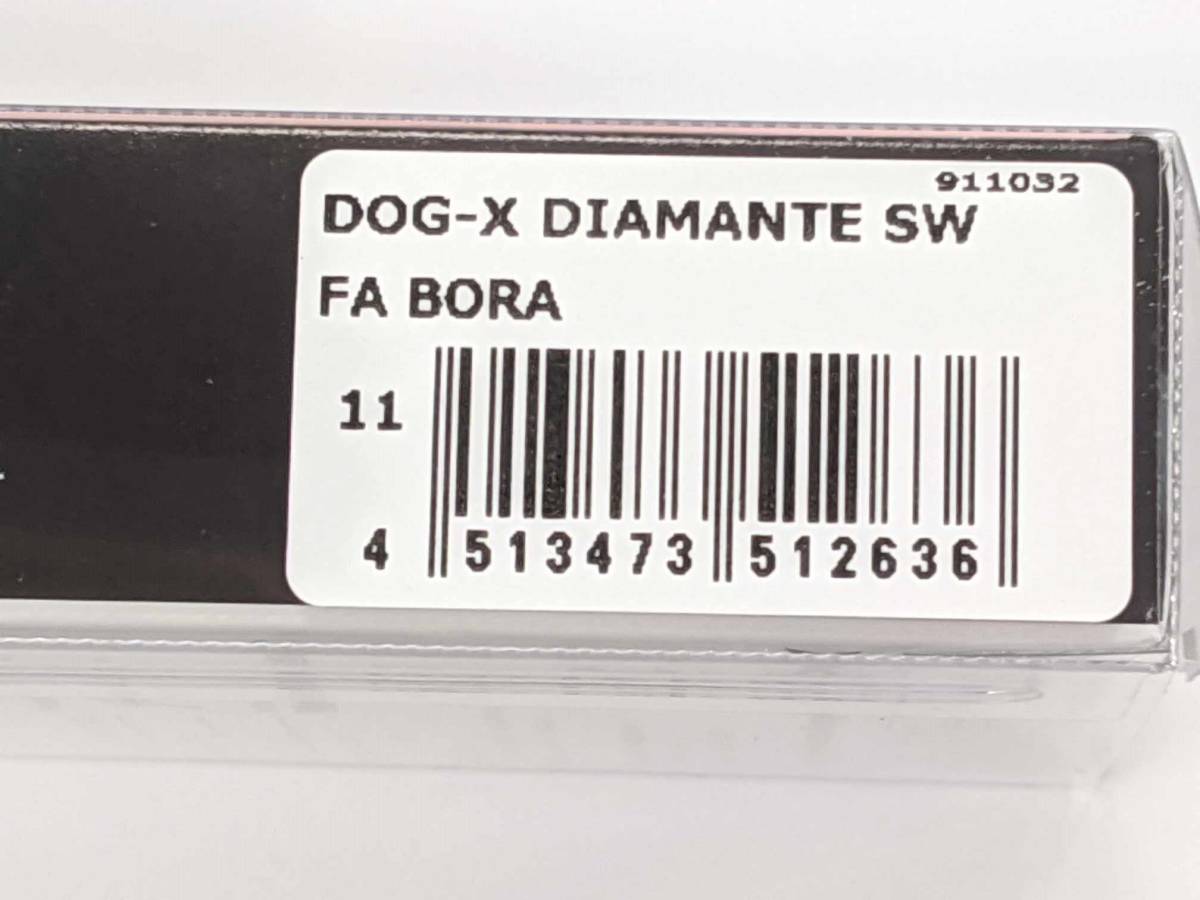 911032
DOG-X DIAMANTE SW
FA BORA
11
4 513473 512636